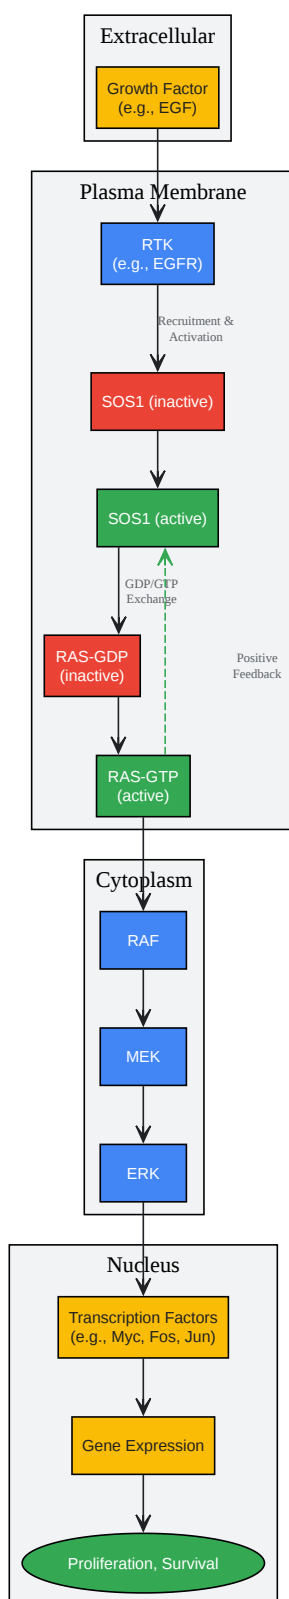 Extracellular
Growth Factor
(e.g., EGF)
Plasma Membrane
RTK
(e.g., EGFR)
Recruitment &
Activation
SOS1 (inactive)
SOS1 (active)
GDP/GTP
Exchange
RAS-GDP
(inactive)
Positive
Feedback
RAS-GTP
(active)
Cytoplasm
RAF
MEK
ERK
Nucleus
Transcription Factors
(e.g., Myc, Fos, Jun)
Gene Expression
Proliferation, Survival